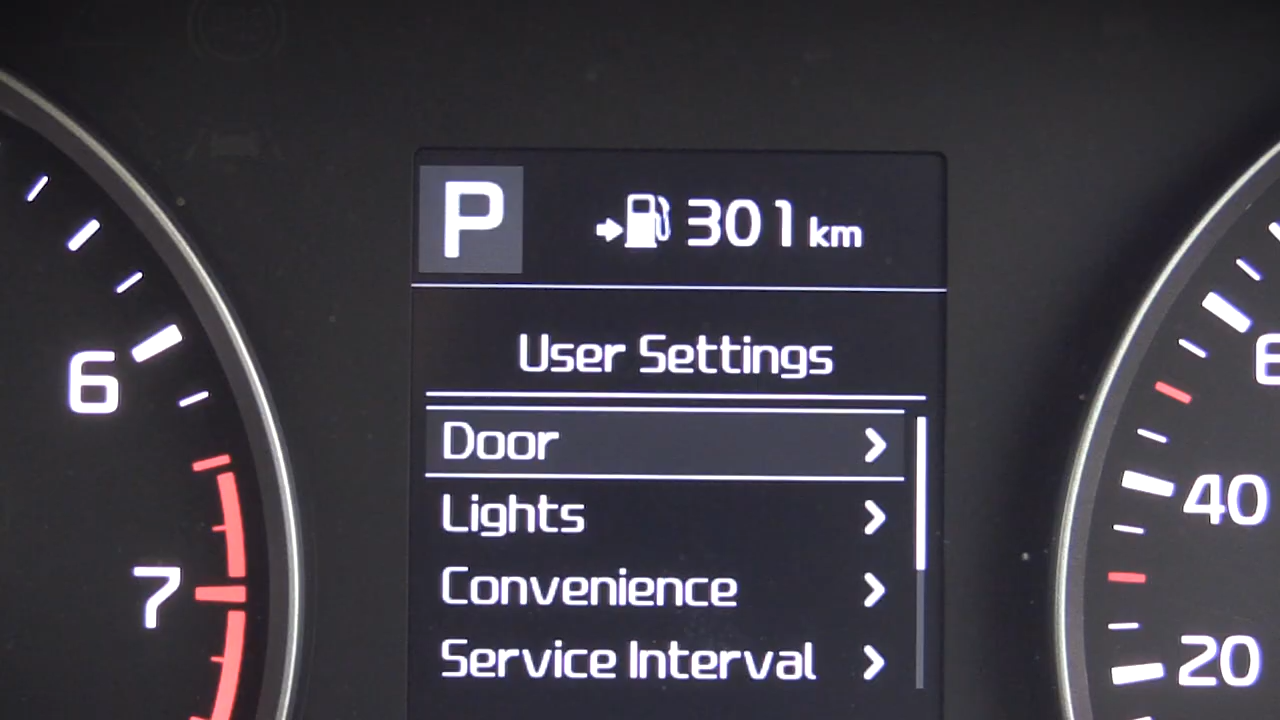 P
301 km
User Settings
Door
Lights
Convenience
Service Interval
6
7
40
20